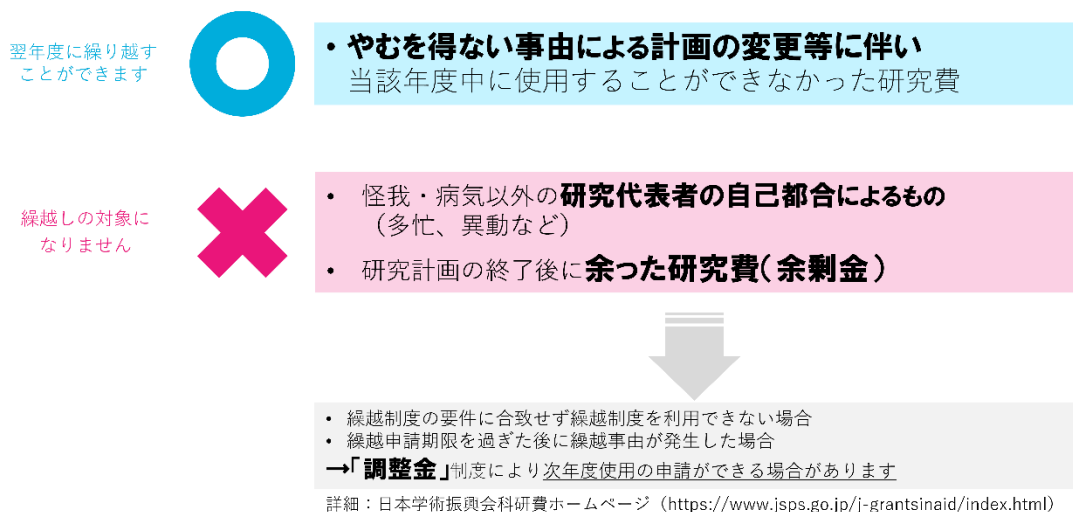 翌年度に繰り越す
ことができます
・やむを得ない事由による計画の変更等に伴い
当該年度中に使用することができなかった研究費
繰越しの対象に
なりません
• 怪我・病気以外の研究代表者の自己都合によるもの
（多忙、異動など）
• 研究計画の終了後に余った研究費（余剰金）
• 繰越制度の要件に合致せず繰越制度を利用できない場合
• 繰越申請期限を過ぎた後に繰越事由が発生した場合
→「調整金」制度により次年度使用の申請ができる場合があります
詳細：日本学術振興会科研費ホームページ（https://www.jsps.go.jp/j-grantsinaid/index.html）